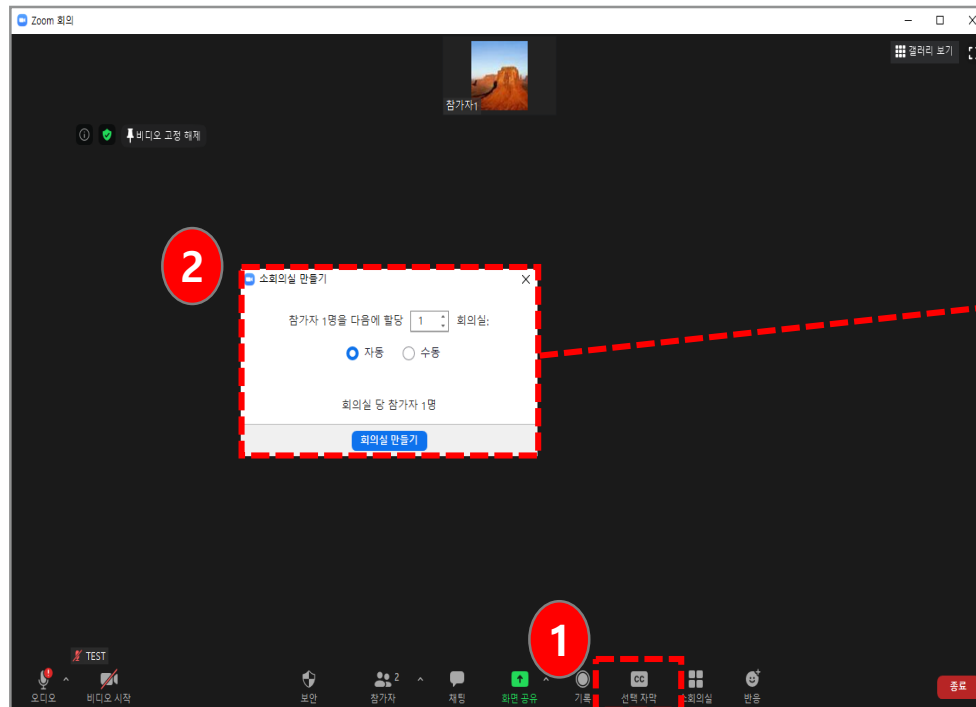 Zoom 회의
갤러리 보기
참가자1
비디오 고정 해제
2
소회의실 만들기
참가자 1명을 다음에 할당 1 회의실:
자동 수동
회의실 당 참가자 1명
회의실 만들기
1
TEST
오디오 비디오 시작 보안 참가자 2 채팅 화면 공유 기록 CC 선택 자막 소회의실 반응 종료